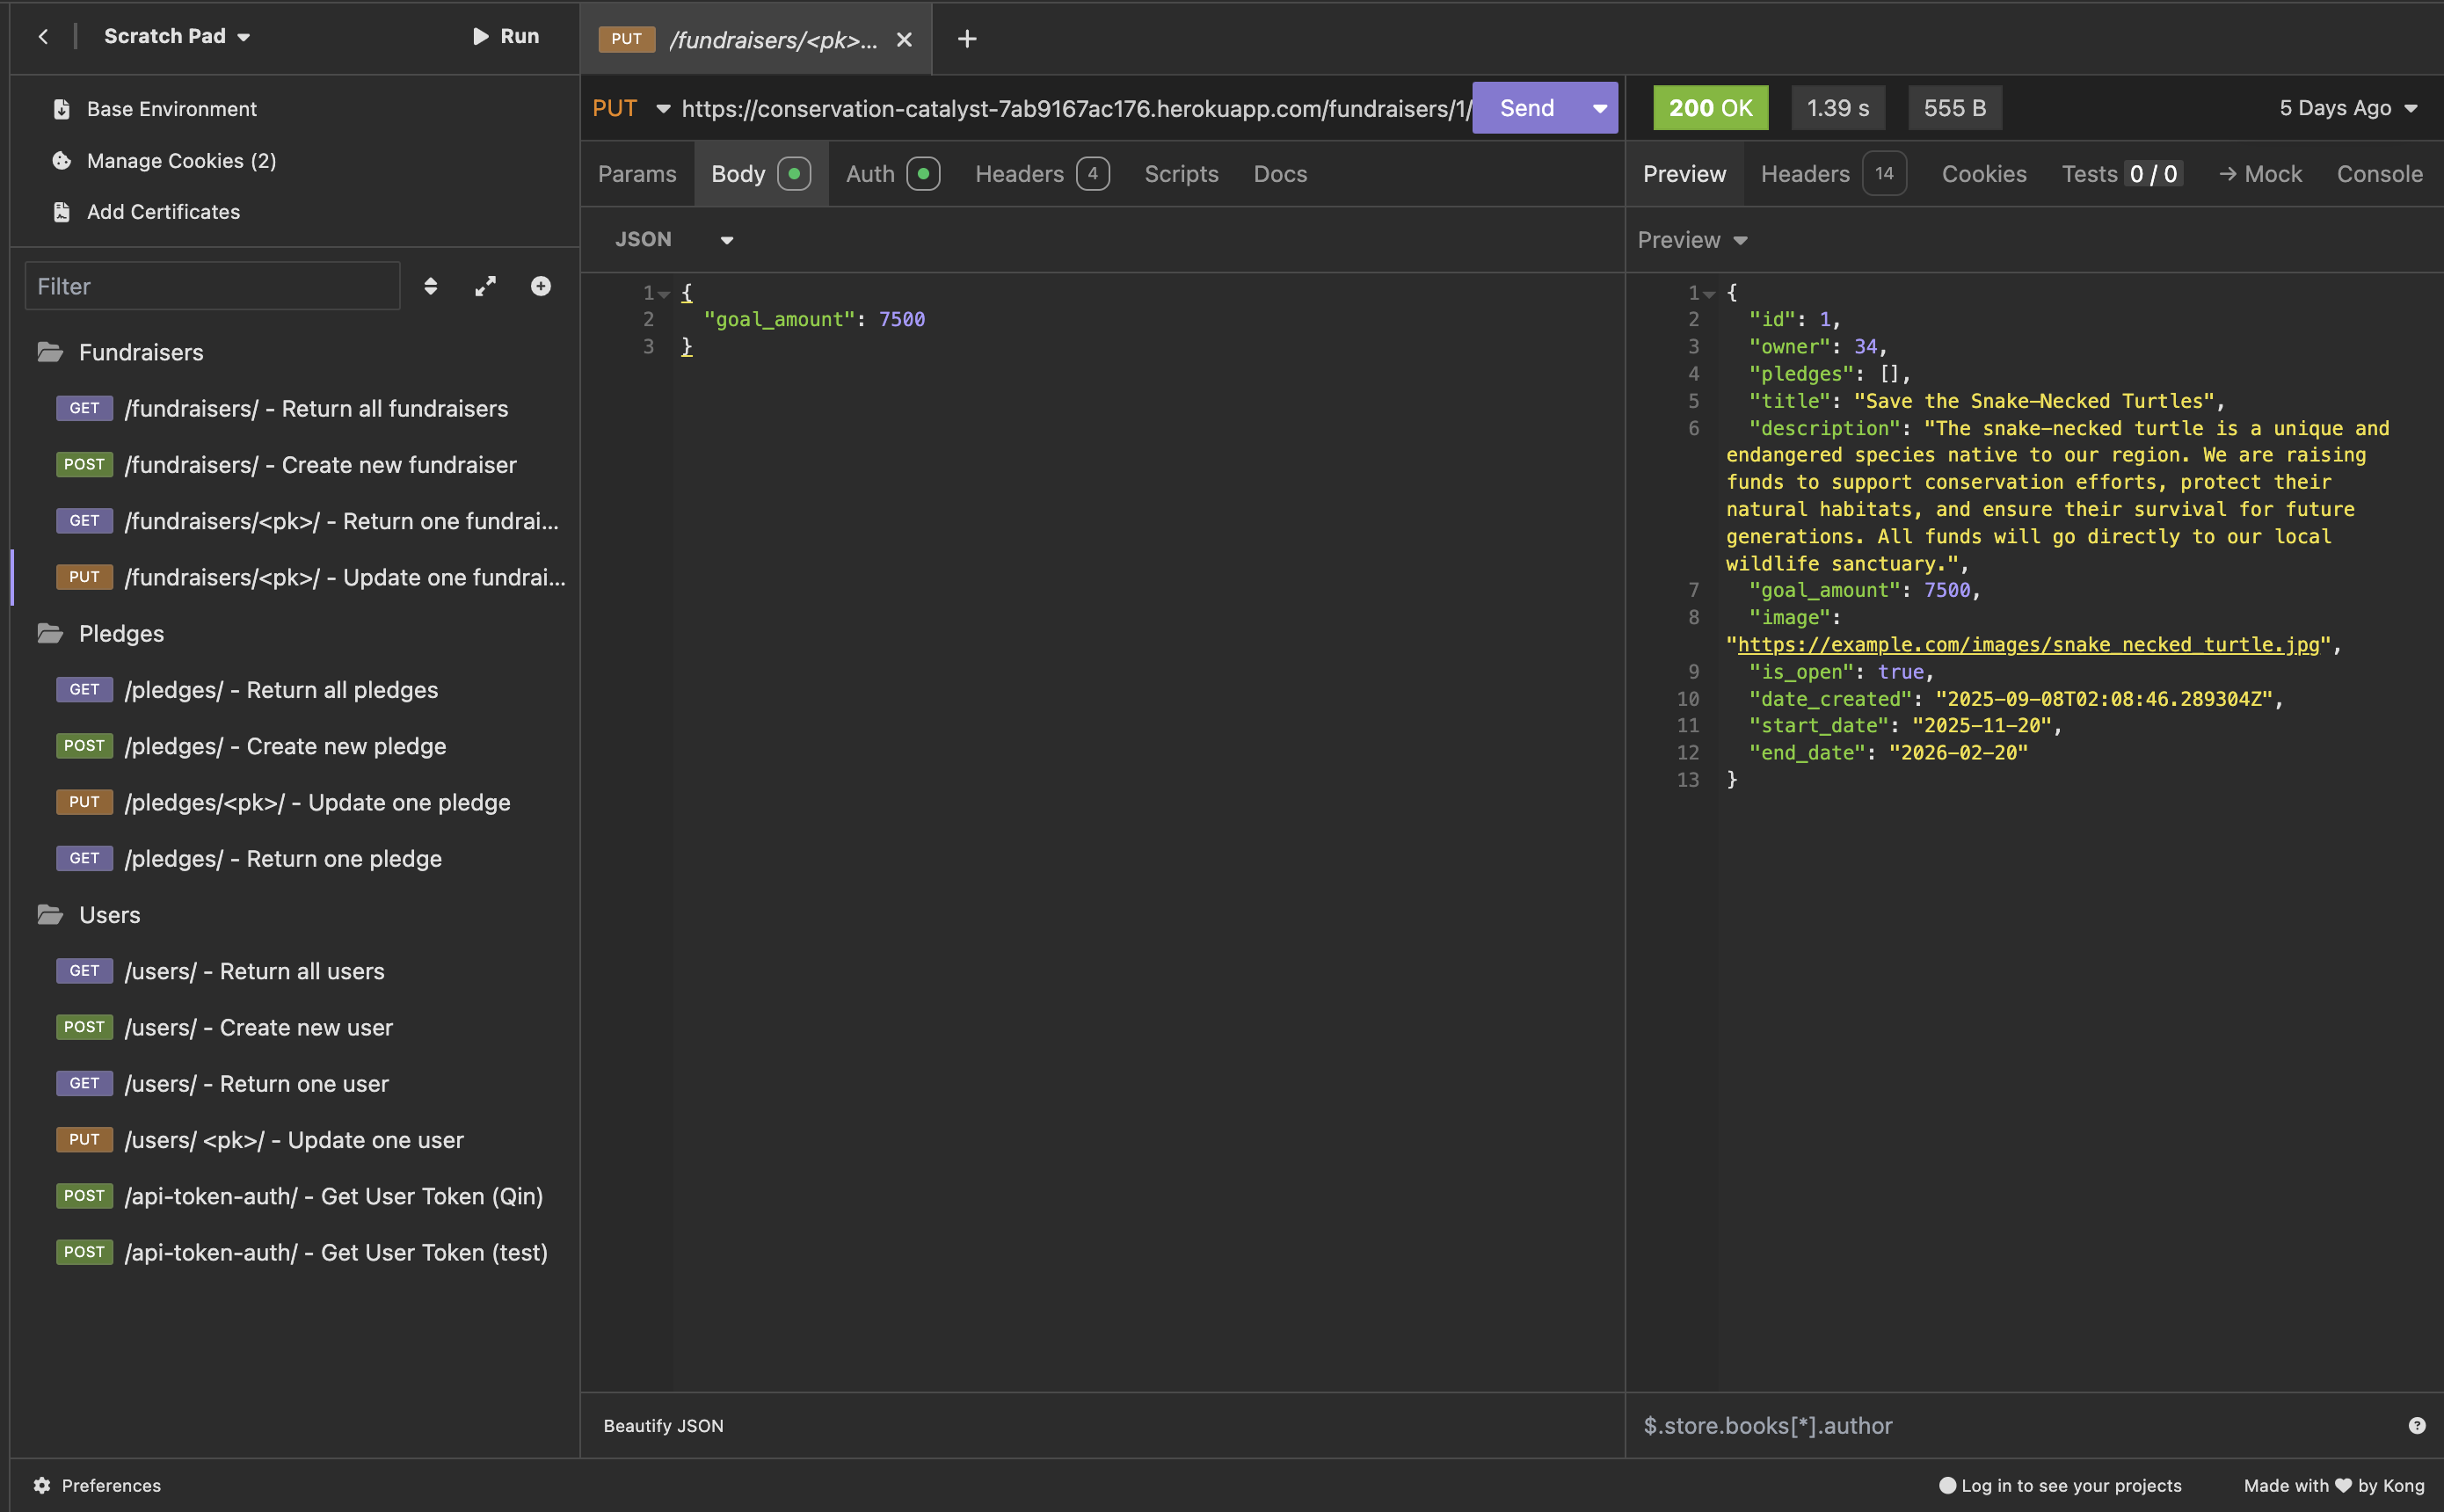 Scratch Pad
Run
Base Environment
Manage Cookies (2)
Add Certificates
Filter
Fundraisers
GET /fundraisers/ - Return all fundraisers
POST /fundraisers/ - Create new fundraiser
GET /fundraisers/<pk>/ - Return one fundrai...
PUT /fundraisers/<pk>/ - Update one fundrai...
Pledges
GET /pledges/ - Return all pledges
POST /pledges/ - Create new pledge
PUT /pledges/<pk>/ - Update one pledge
GET /pledges/ - Return one pledge
Users
GET /users/ - Return all users
POST /users/ - Create new user
GET /users/ - Return one user
PUT /users/ <pk>/ - Update one user
POST /api-token-auth/ - Get User Token (Qin)
POST /api-token-auth/ - Get User Token (test)
Preferences
PUT /fundraisers/<pk>...
PUT https://conservation-catalyst-7ab9167ac176.herokuapp.com/fundraisers/1/ Send
Params Body Auth Headers 4 Scripts Docs
JSON
1 {
2 "goal_amount": 7500
3 }
Beautify JSON
200 OK 1.39 s 555 B 5 Days Ago
Preview Headers 14 Cookies Tests 0 / 0 → Mock Console
Preview
1 {
2 "id": 1,
3 "owner": 34,
4 "pledges": [],
5 "title": "Save the Snake-Necked Turtles",
6 "description": "The snake-necked turtle is a unique and
endangered species native to our region. We are raising
funds to support conservation efforts, protect their
natural habitats, and ensure their survival for future
generations. All funds will go directly to our local
wildlife sanctuary.",
7 "goal_amount": 7500,
8 "image":
"https://example.com/images/snake_necked_turtle.jpg",
9 "is_open": true,
10 "date_created": "2025-09-08T02:08:46.289304Z",
11 "start_date": "2025-11-20",
12 "end_date": "2026-02-20"
13 }
$.store.books[*].author
Log in to see your projects
Made with ♥ by Kong